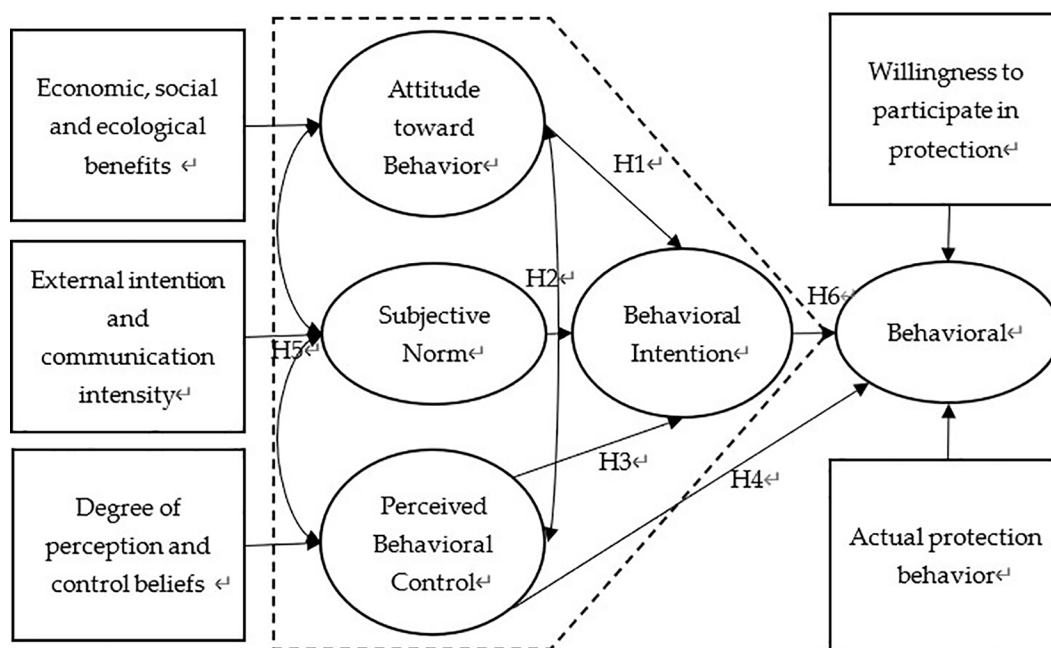 Economic, social
and ecological
benefits ↵
Attitude
toward
Behavior↵
Willingness to
participate in
protection↵
H1↵
External intention
and
communication
intensity↵
H5↵
Subjective
Norm↵
H2↵
Behavioral
Intention↵
H6↵
Behavioral↵
Degree of
perception and
control beliefs ↵
Perceived
Behavioral
Control↵
H3↵
H4↵
Actual protection
behavior↵